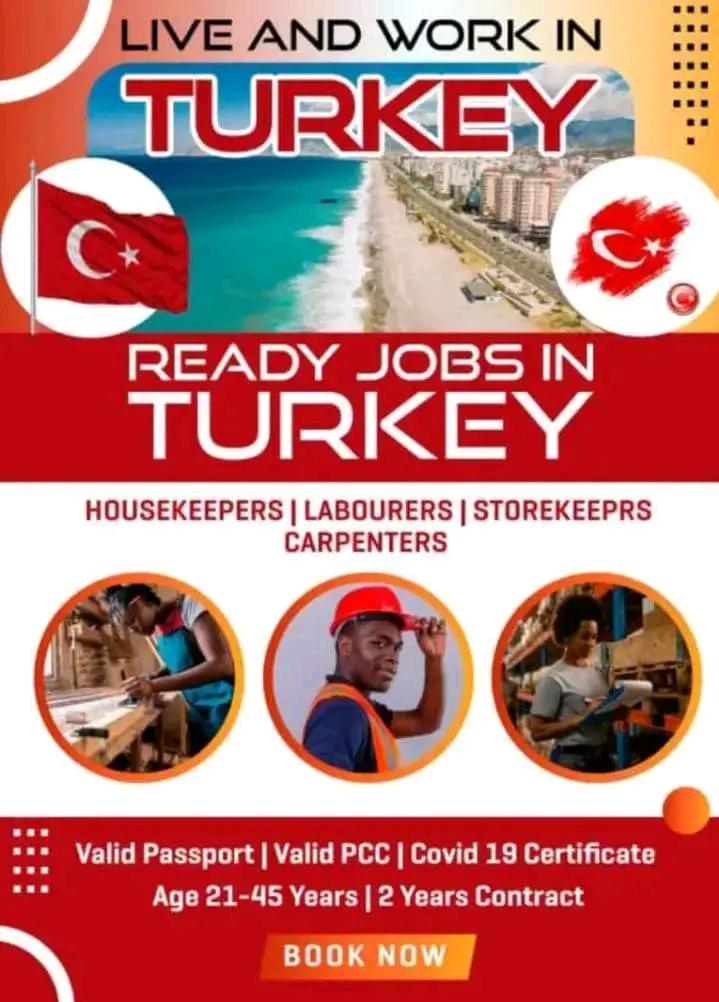 LIVE AND WORK IN
TURKEY
READY JOBS IN
TURKEY
HOUSEKEEPERS | LABOURERS | STOREKEEPRS
CARPENTERS
Valid Passport | Valid PCC | Covid 19 Certificate
Age 21-45 Years | 2 Years Contract
BOOK NOW